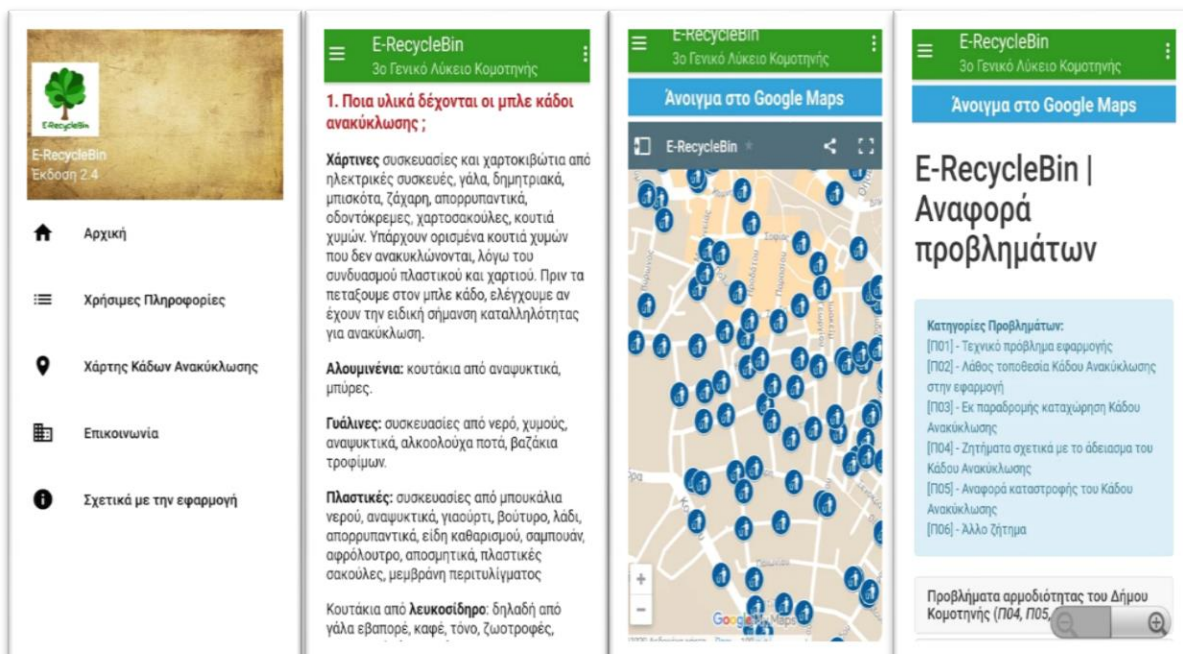 E-RecycleBin
E-RecycleBin
Έκδοση 2.4
Αρχική
Χρήσιμες Πληροφορίες
Χάρτης Κάδων Ανακύκλωσης
Επικοινωνία
Σχετικά με την εφαρμογή
E-RecycleBin
3ο Γενικό Λύκειο Κομοτηνής
1. Ποια υλικά δέχονται οι μπλε κάδοι
ανακύκλωσης ;
Χάρτινες συσκευασίες και χαρτοκιβώτια από
ηλεκτρικές συσκευές, γάλα, δημητριακά,
μπισκότα, ζάχαρη, απορρυπαντικά,
οδοντόκρεμες, χαρτοσακούλες, κουτιά
χυμών. Υπάρχουν ορισμένα κουτιά χυμών
που δεν ανακυκλώνονται, λόγω του
συνδυασμού πλαστικού και χαρτιού. Πριν τα
πεταξουμε στον μπλε κάδο, ελέγχουμε αν
έχουν την ειδική σήμανση καταλληλότητας
για ανακύκλωση.
Αλουμινένια: κουτάκια από αναψυκτικά,
μπύρες.
Γυάλινες: συσκευασίες από νερό, χυμούς,
αναψυκτικά, αλκοολούχα ποτά, βαζάκια
τροφίμων.
Πλαστικές: συσκευασίες από μπουκάλια
νερού, αναψυκτικά, γιαούρτι, βούτυρο, λάδι,
απορρυπαντικά, είδη καθαρισμού, σαμπουάν,
αφρόλουτρο, αποσμητικά, πλαστικές
σακούλες, μεμβράνη περιτυλίγματος
Κουτάκια από λευκοσίδηρο: δηλαδή από
γάλα εβαπορέ, καφέ, τόνο, ζωοτροφές,
E-RecycleBin
3ο Γενικό Λύκειο Κομοτηνής
Άνοιγμα στο Google Maps
E-RecycleBin
Google My Maps
E-RecycleBin
3ο Γενικό Λύκειο Κομοτηνής
Άνοιγμα στο Google Maps
E-RecycleBin |
Αναφορά
προβλημάτων
Κατηγορίες Προβλημάτων:
[Π01] - Τεχνικό πρόβλημα εφαρμογής
[Π02] - Λάθος τοποθεσία Κάδου Ανακύκλωσης
στην εφαρμογή
[Π03] - Εκ παραδρομής καταχώρηση Κάδου
Ανακύκλωσης
[Π04] - Ζητήματα σχετικά με το άδειασμα του
Κάδου Ανακύκλωσης
[Π05] - Αναφορά καταστροφής του Κάδου
Ανακύκλωσης
[Π06] - Άλλο ζήτημα
Προβλήματα αρμοδιότητας του Δήμου
Κομοτηνής (Π04, Π05,